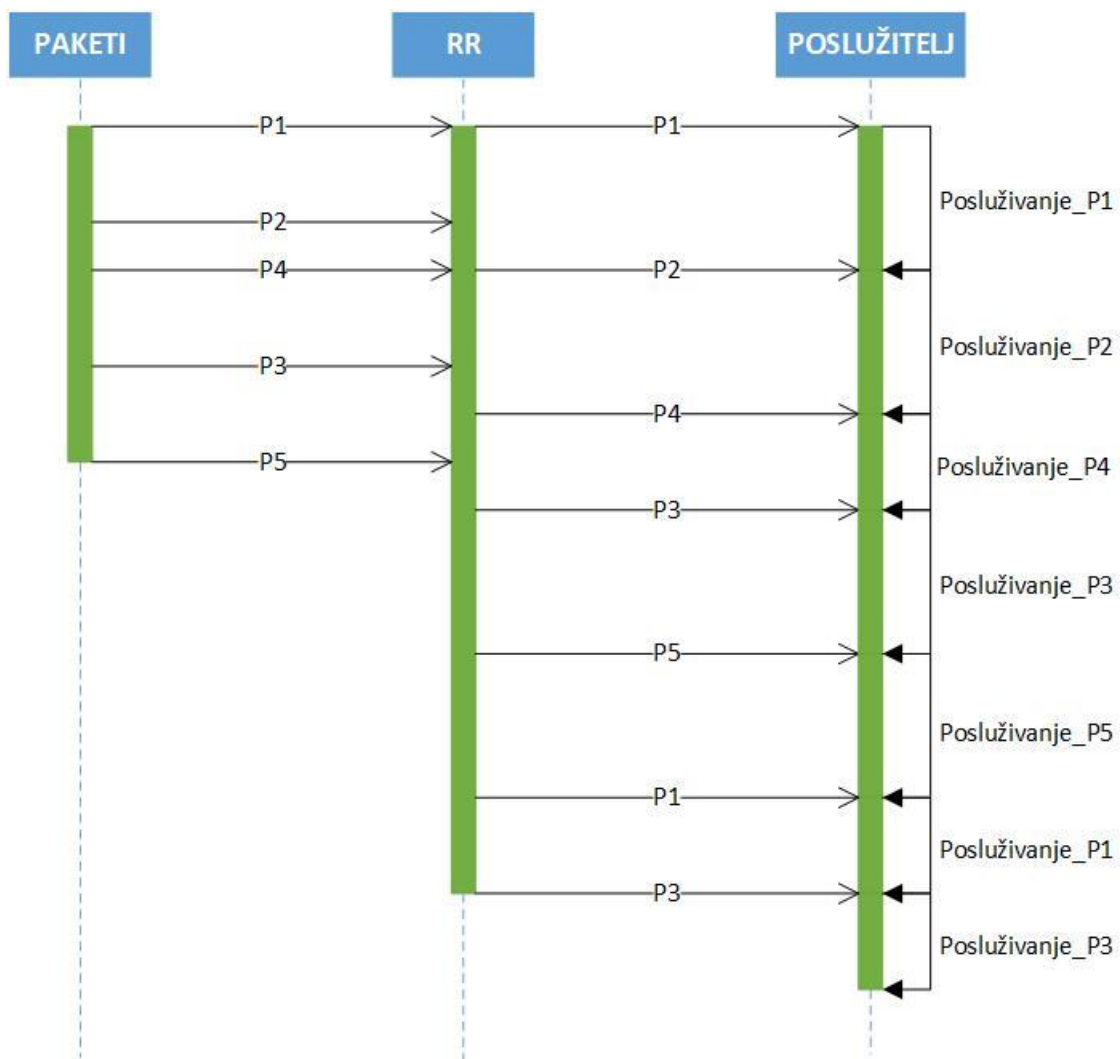 PAKETI
RR
POSLUŽITELJ
P1
P1
Posluživanje_P1
P2
P4
P2
Posluživanje_P2
P3
P4
P5
Posluživanje_P4
P3
Posluživanje_P3
P5
Posluživanje_P5
P1
Posluživanje_P1
P3
Posluživanje_P3